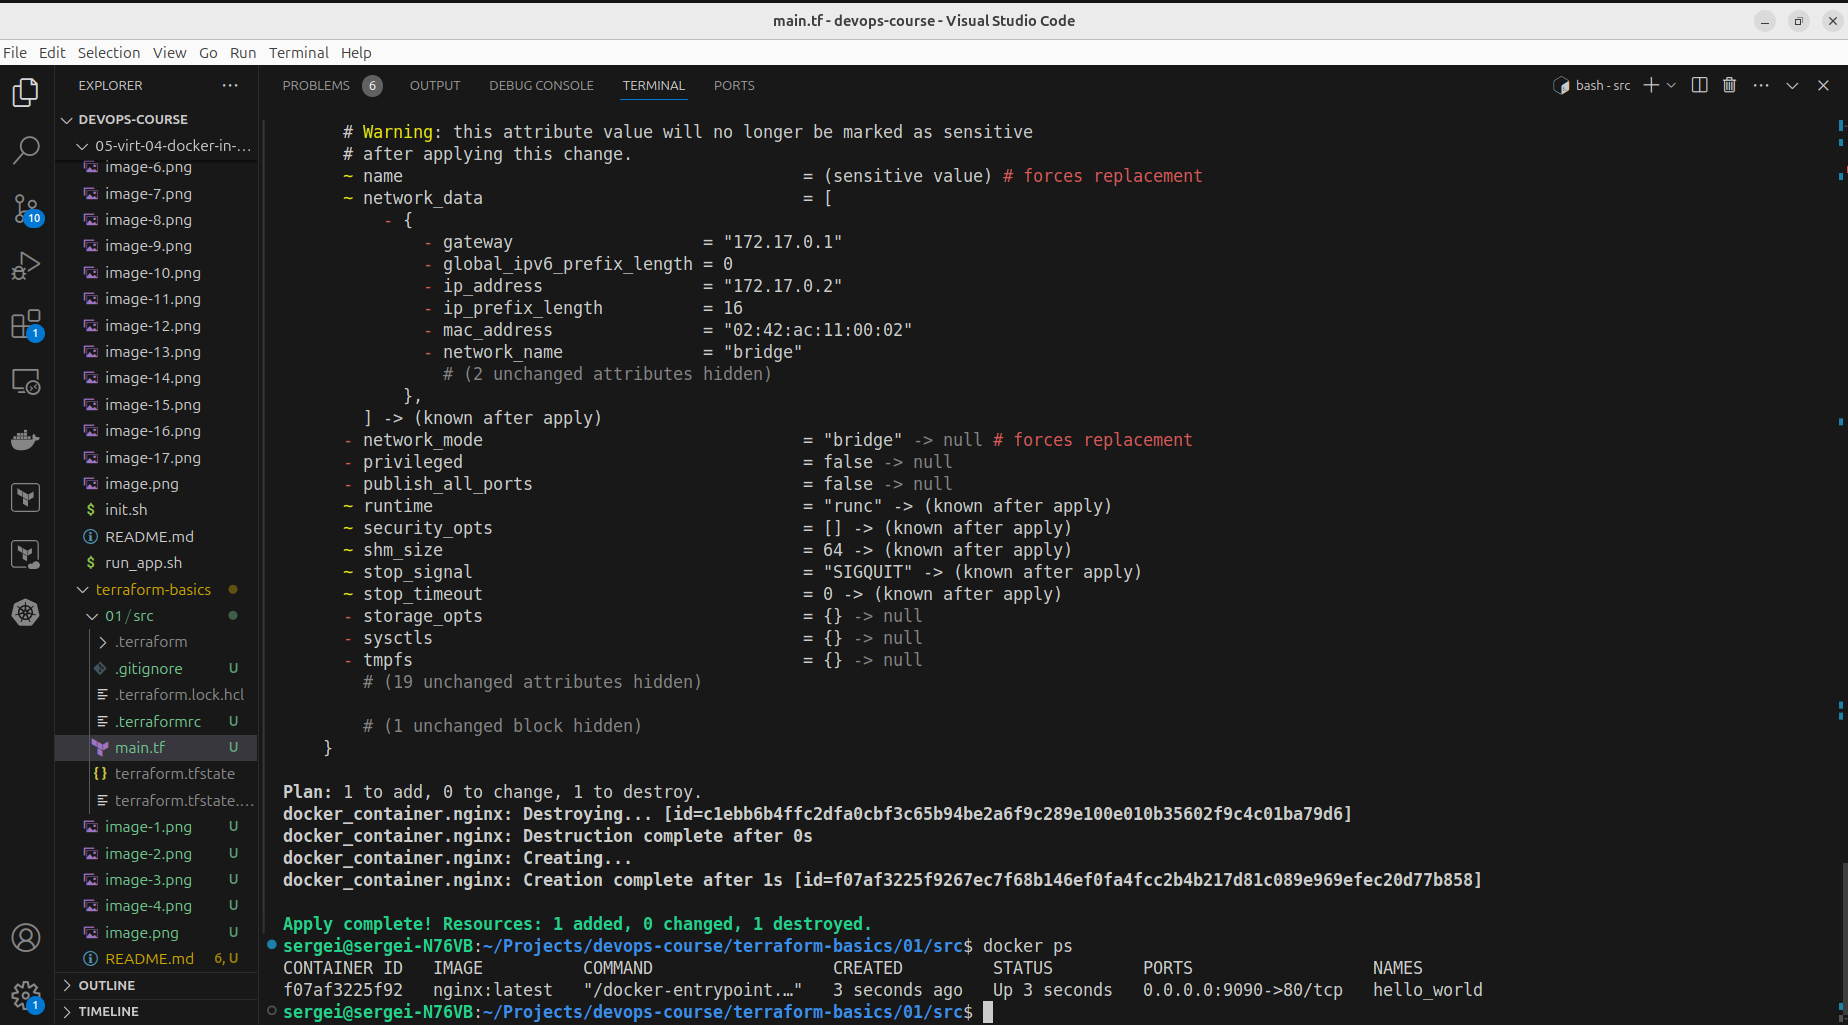 main.tf - devops-course - Visual Studio Code
File Edit Selection View Go Run Terminal Help
EXPLORER
DEVOPS-COURSE
05-virt-04-docker-in-...
image-6.png
image-7.png
image-8.png
image-9.png
image-10.png
image-11.png
image-12.png
image-13.png
image-14.png
image-15.png
image-16.png
image-17.png
image.png
$ init.sh
README.md
$ run_app.sh
terraform-basics
01/src
.terraform
.gitignore U
.terraform.lock.hcl
.terraformrc U
main.tf U
{} terraform.tfstate
terraform.tfstate....
image-1.png U
image-2.png U
image-3.png U
image-4.png U
image.png U
README.md 6, U
OUTLINE
TIMELINE
10
1
1
PROBLEMS 6 OUTPUT DEBUG CONSOLE TERMINAL PORTS
bash - src
# Warning: this attribute value will no longer be marked as sensitive
# after applying this change.
~ name = (sensitive value) # forces replacement
~ network_data = [
- {
- gateway = "172.17.0.1"
- global_ipv6_prefix_length = 0
- ip_address = "172.17.0.2"
- ip_prefix_length = 16
- mac_address = "02:42:ac:11:00:02"
- network_name = "bridge"
# (2 unchanged attributes hidden)
},
] -> (known after apply)
- network_mode = "bridge" -> null # forces replacement
- privileged = false -> null
- publish_all_ports = false -> null
~ runtime = "runc" -> (known after apply)
~ security_opts = [] -> (known after apply)
~ shm_size = 64 -> (known after apply)
~ stop_signal = "SIGQUIT" -> (known after apply)
~ stop_timeout = 0 -> (known after apply)
- storage_opts = {} -> null
- sysctls = {} -> null
- tmpfs = {} -> null
# (19 unchanged attributes hidden)
# (1 unchanged block hidden)
}
Plan: 1 to add, 0 to change, 1 to destroy.
docker_container.nginx: Destroying... [id=c1ebb6b4ffc2dfa0cbf3c65b94be2a6f9c289e100e010b35602f9c4c01ba79d6]
docker_container.nginx: Destruction complete after 0s
docker_container.nginx: Creating...
docker_container.nginx: Creation complete after 1s [id=f07af3225f9267ec7f68b146ef0fa4fcc2b4b217d81c089e969efec20d77b858]
Apply complete! Resources: 1 added, 0 changed, 1 destroyed.
sergei@sergei-N76VB:~/Projects/devops-course/terraform-basics/01/src$ docker ps
CONTAINER ID IMAGE COMMAND CREATED STATUS PORTS NAMES
f07af3225f92 nginx:latest "/docker-entrypoint.…" 3 seconds ago Up 3 seconds 0.0.0.0:9090->80/tcp hello_world
sergei@sergei-N76VB:~/Projects/devops-course/terraform-basics/01/src$